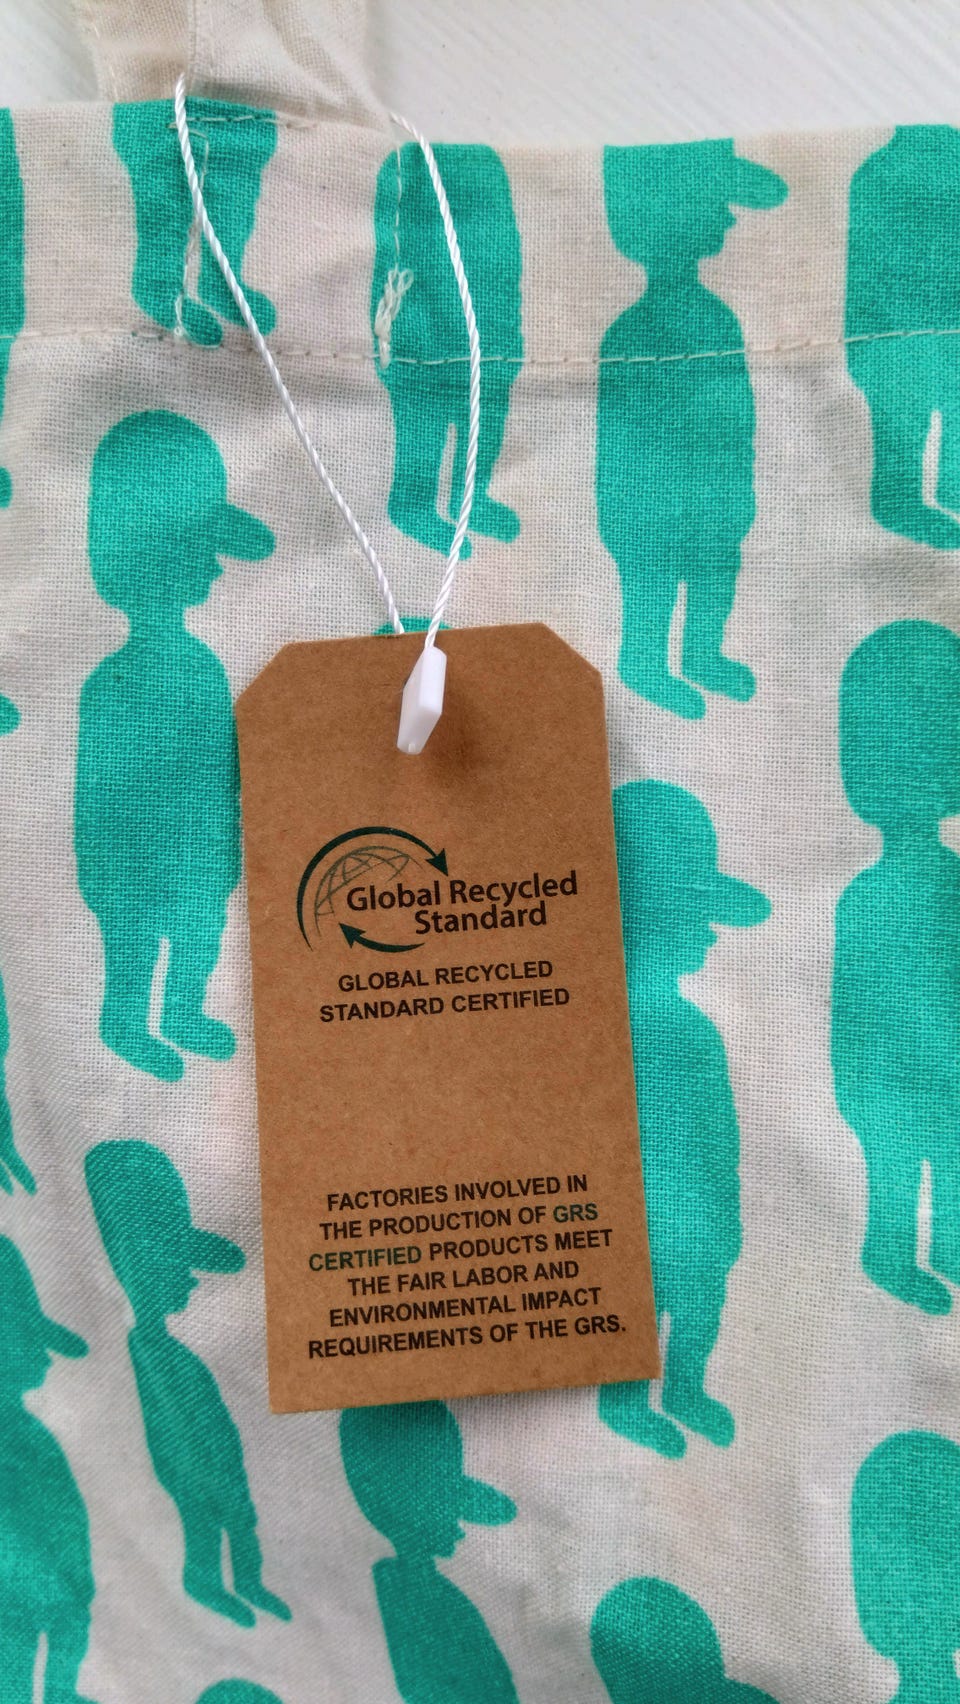 Global Recycled
Standard
GLOBAL RECYCLED
STANDARD CERTIFIED
FACTORIES INVOLVED IN
THE PRODUCTION OF GRS
CERTIFIED PRODUCTS MEET
THE FAIR LABOR AND
ENVIRONMENTAL IMPACT
REQUIREMENTS OF THE GRS.